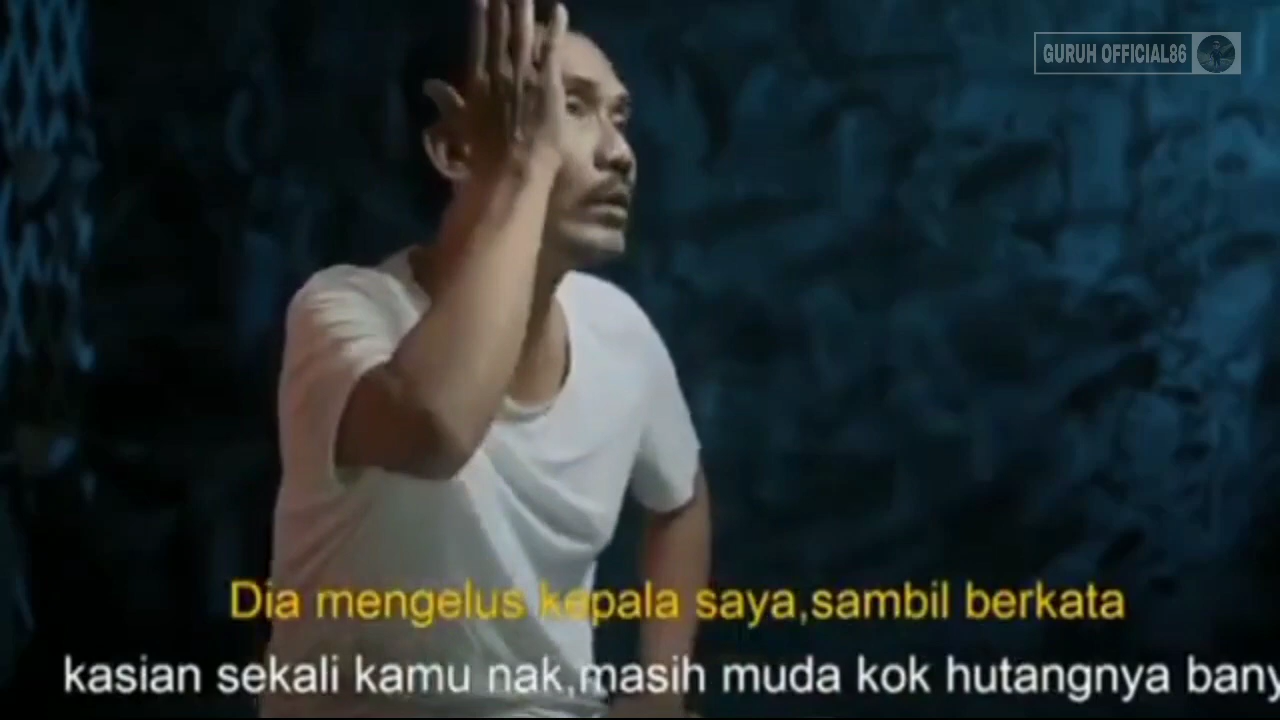 GURUH OFFICIAL86
Dia mengelus kepala saya,sambil berkata
kasian sekali kamu nak,masih muda kok hutangnya bany